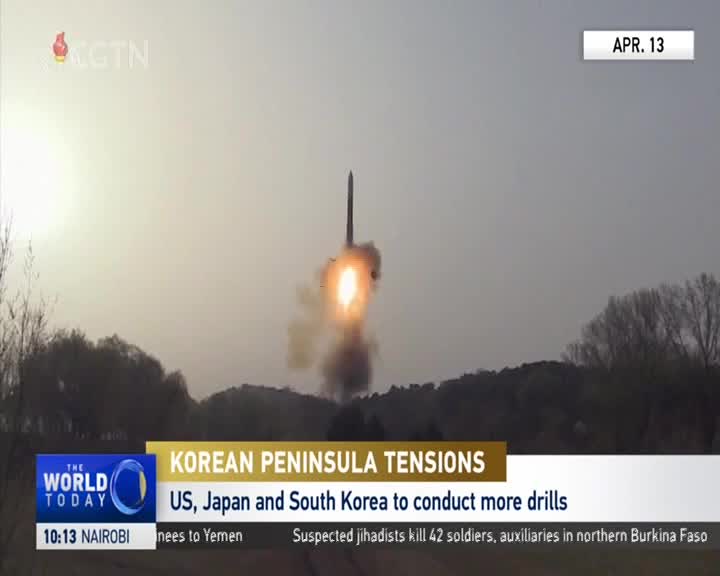 CGTN
APR. 13
KOREAN PENINSULA TENSIONS
THE
WORLD
TODAY
US, Japan and South Korea to conduct more drills
10:13 NAIROBI
inees to Yemen
Suspected jihadists kill 42 soldiers, auxiliaries in northern Burkina Faso